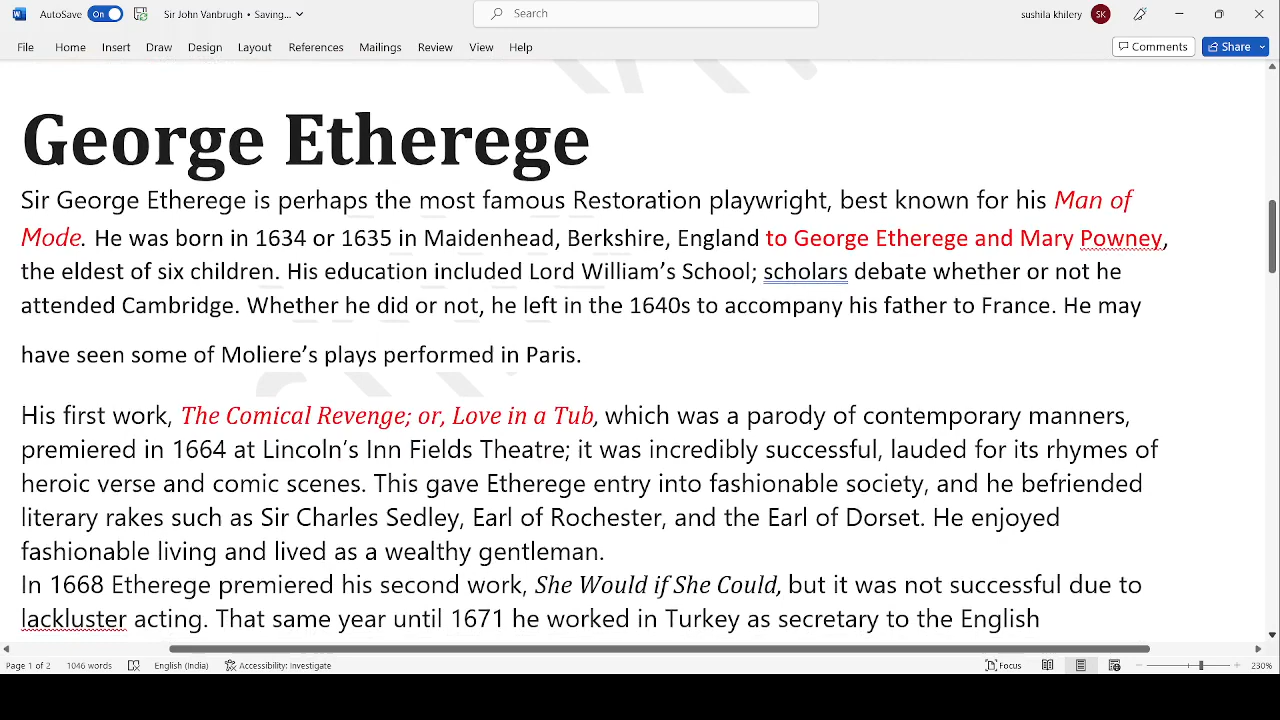 AutoSave On Sir John Vanbrugh • Saving... Search sushila khilery SK
File Home Insert Draw Design Layout References Mailings Review View Help Comments Share
George Etherege
Sir George Etherege is perhaps the most famous Restoration playwright, best known for his Man of
Mode. He was born in 1634 or 1635 in Maidenhead, Berkshire, England to George Etherege and Mary Powney,
the eldest of six children. His education included Lord William’s School; scholars debate whether or not he
attended Cambridge. Whether he did or not, he left in the 1640s to accompany his father to France. He may
have seen some of Moliere’s plays performed in Paris.
His first work, The Comical Revenge; or, Love in a Tub, which was a parody of contemporary manners,
premiered in 1664 at Lincoln’s Inn Fields Theatre; it was incredibly successful, lauded for its rhymes of
heroic verse and comic scenes. This gave Etherege entry into fashionable society, and he befriended
literary rakes such as Sir Charles Sedley, Earl of Rochester, and the Earl of Dorset. He enjoyed
fashionable living and lived as a wealthy gentleman.
In 1668 Etherege premiered his second work, She Would if She Could, but it was not successful due to
lackluster acting. That same year until 1671 he worked in Turkey as secretary to the English
Page 1 of 2 1046 words English (India) Accessibility: Investigate Focus 230%